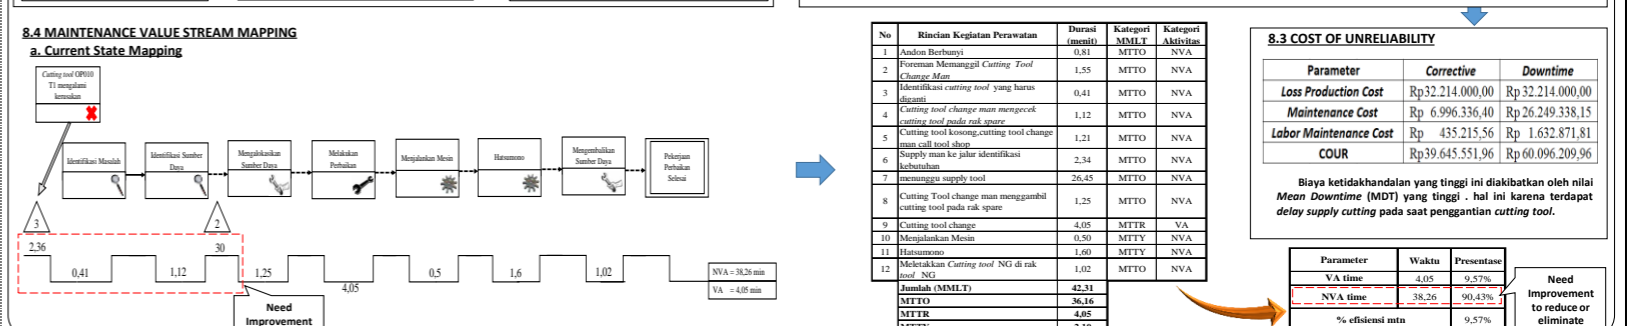 8.4 MAINTENANCE VALUE STREAM MAPPING
a. Current State Mapping
Cutting tool OP010
T1 mengalami
kerusakan
Identifikasi Masalah
Identifikasi Sumber
Daya
Mengalokasikan
Sumber Daya
Melakukan
Perbaikan
Menjalankan Mesin
Hatsumono
Mengembalikan
Sumber Daya
Pekerjaan
Perbaikan
Selesai
3
2
2,36
30
0,41
1,12
1,25
4,05
0,5
1,6
1,02
NVA = 38,26 min
VA = 4,05 min
Need
Improvement
No Rincian Kegiatan Perawatan Durasi (menit) Kategori MMLT Kategori Aktivitas
1 Andon Berbunyi 0,81 MTTO NVA
2 Foreman Memanggil Cutting Tool Change Man 1,55 MTTO NVA
3 Identifikasi cutting tool yang harus diganti 0,41 MTTO NVA
4 Cutting tool change man mengecek cutting tool pada rak spare 1,12 MTTO NVA
5 Cutting tool kosong,cutting tool change man call tool shop 1,21 MTTO NVA
6 Supply man ke jalur identifikasi kebutuhan 2,34 MTTO NVA
7 menunggu supply tool 26,45 MTTO NVA
8 Cutting Tool change man menggambil cutting tool pada rak spare 1,25 MTTO NVA
9 Cutting tool change 4,05 MTTR VA
10 Menjalankan Mesin 0,50 MTTY NVA
11 Hatsumono 1,60 MTTY NVA
12 Meletakkan Cutting tool NG di rak tool NG 1,02 MTTO NVA
Jumlah (MMLT) 42,31
MTTO 36,16
MTTR 4,05
8.3 COST OF UNRELIABILITY
Parameter Corrective Downtime
Loss Production Cost Rp32.214.000,00 Rp32.214.000,00
Maintenance Cost Rp 6.996.336,40 Rp26.249.338,15
Labor Maintenance Cost Rp 435.215,56 Rp 1.632.871,81
COUR Rp39.645.551,96 Rp60.096.209,96
Biaya ketidakhandalan yang tinggi ini diakibatkan oleh nilai
Mean Downtime (MDT) yang tinggi . hal ini karena terdapat
delay supply cutting pada saat penggantian cutting tool.
Parameter Waktu Presentase
VA time 4,05 9,57%
NVA time 38,26 90,43%
% efisiensi mtn 9,57%
Need
Improvement
to reduce or
eliminate